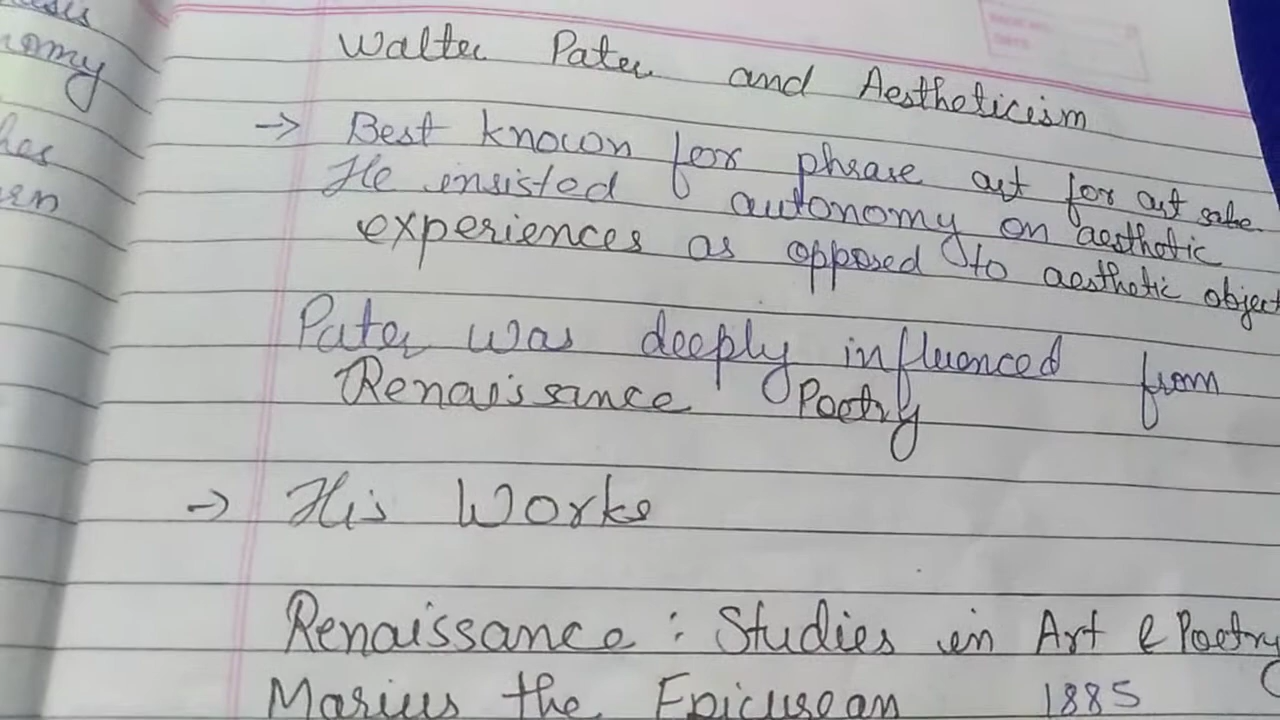 omy
Walter Pater and Aestheticism
→ Best known for phrase art for art sake
He insisted autonomy on aesthetic
experiences as opposed to aesthetic object
Pater was deeply influenced from
Renaissance Poetry
→ His Works
Renaissance : Studies in Art & Poetry
Marius the Epicurean 1885